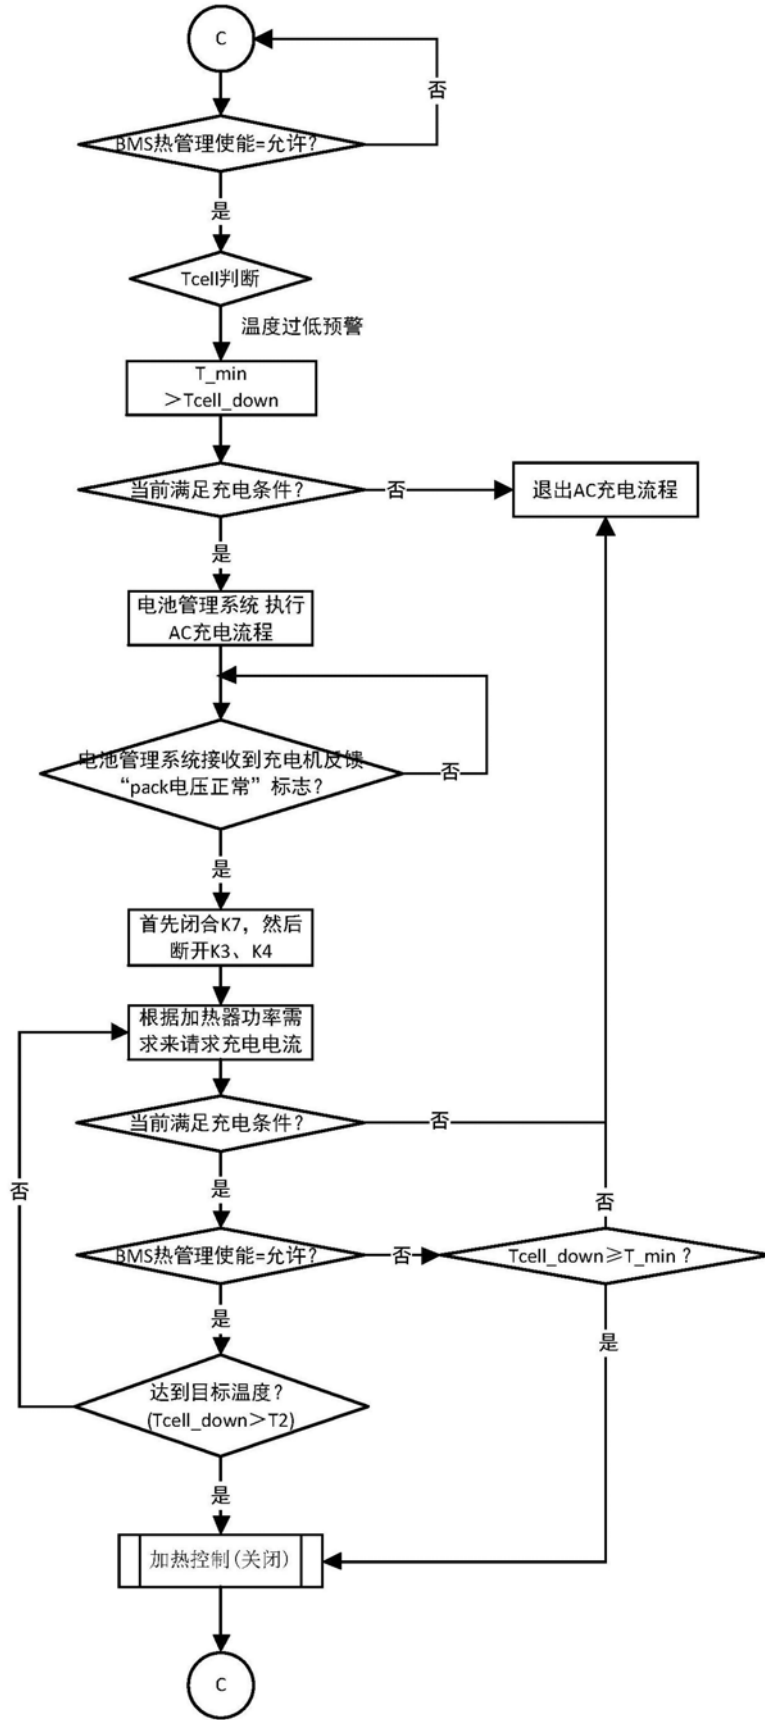 C
否
BMS热管理使能=允许？
是
Tcell判断
温度过低预警
T_min
＞Tcell_down
当前满足充电条件？
否
退出AC充电流程
是
电池管理系统 执行
AC充电流程
电池管理系统接收到充电机反馈
“pack电压正常”标志？
否
是
首先闭合K7，然后
断开K3、K4
根据加热器功率需
求来请求充电电流
当前满足充电条件？
否
否
是
否
BMS热管理使能=允许？
否
Tcell_down≥T_min？
是
是
达到目标温度？
(Tcell_down＞T2)
是
加热控制(关闭)
C